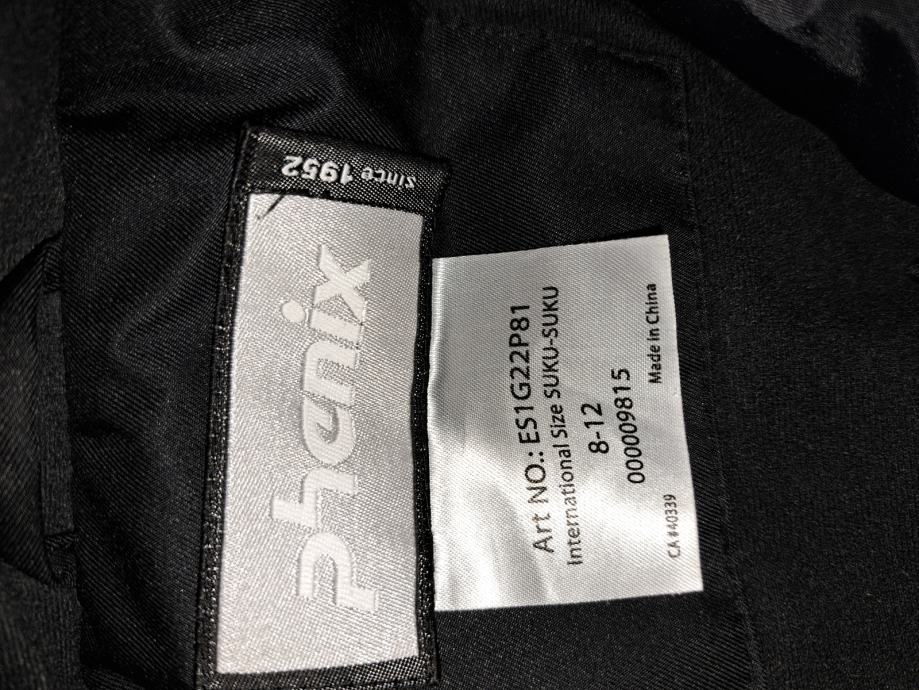 since 1952
phenix
Art NO.: ES1G22P81
International Size SUKU-SUKU
8-12
000009815
CA #40339 Made in China